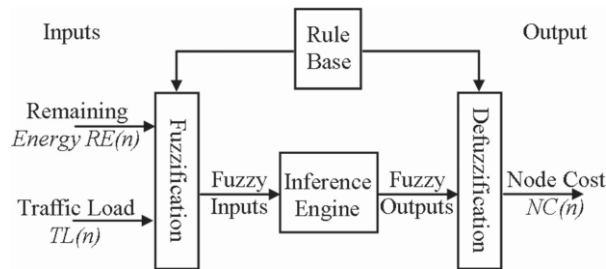 Inputs
Rule
Base
Output
Remaining
Energy RE(n)
Traffic Load
TL(n)
Fuzzification
Fuzzy
Inputs
Inference
Engine
Fuzzy
Outputs
Defuzzification
Node Cost
NC(n)